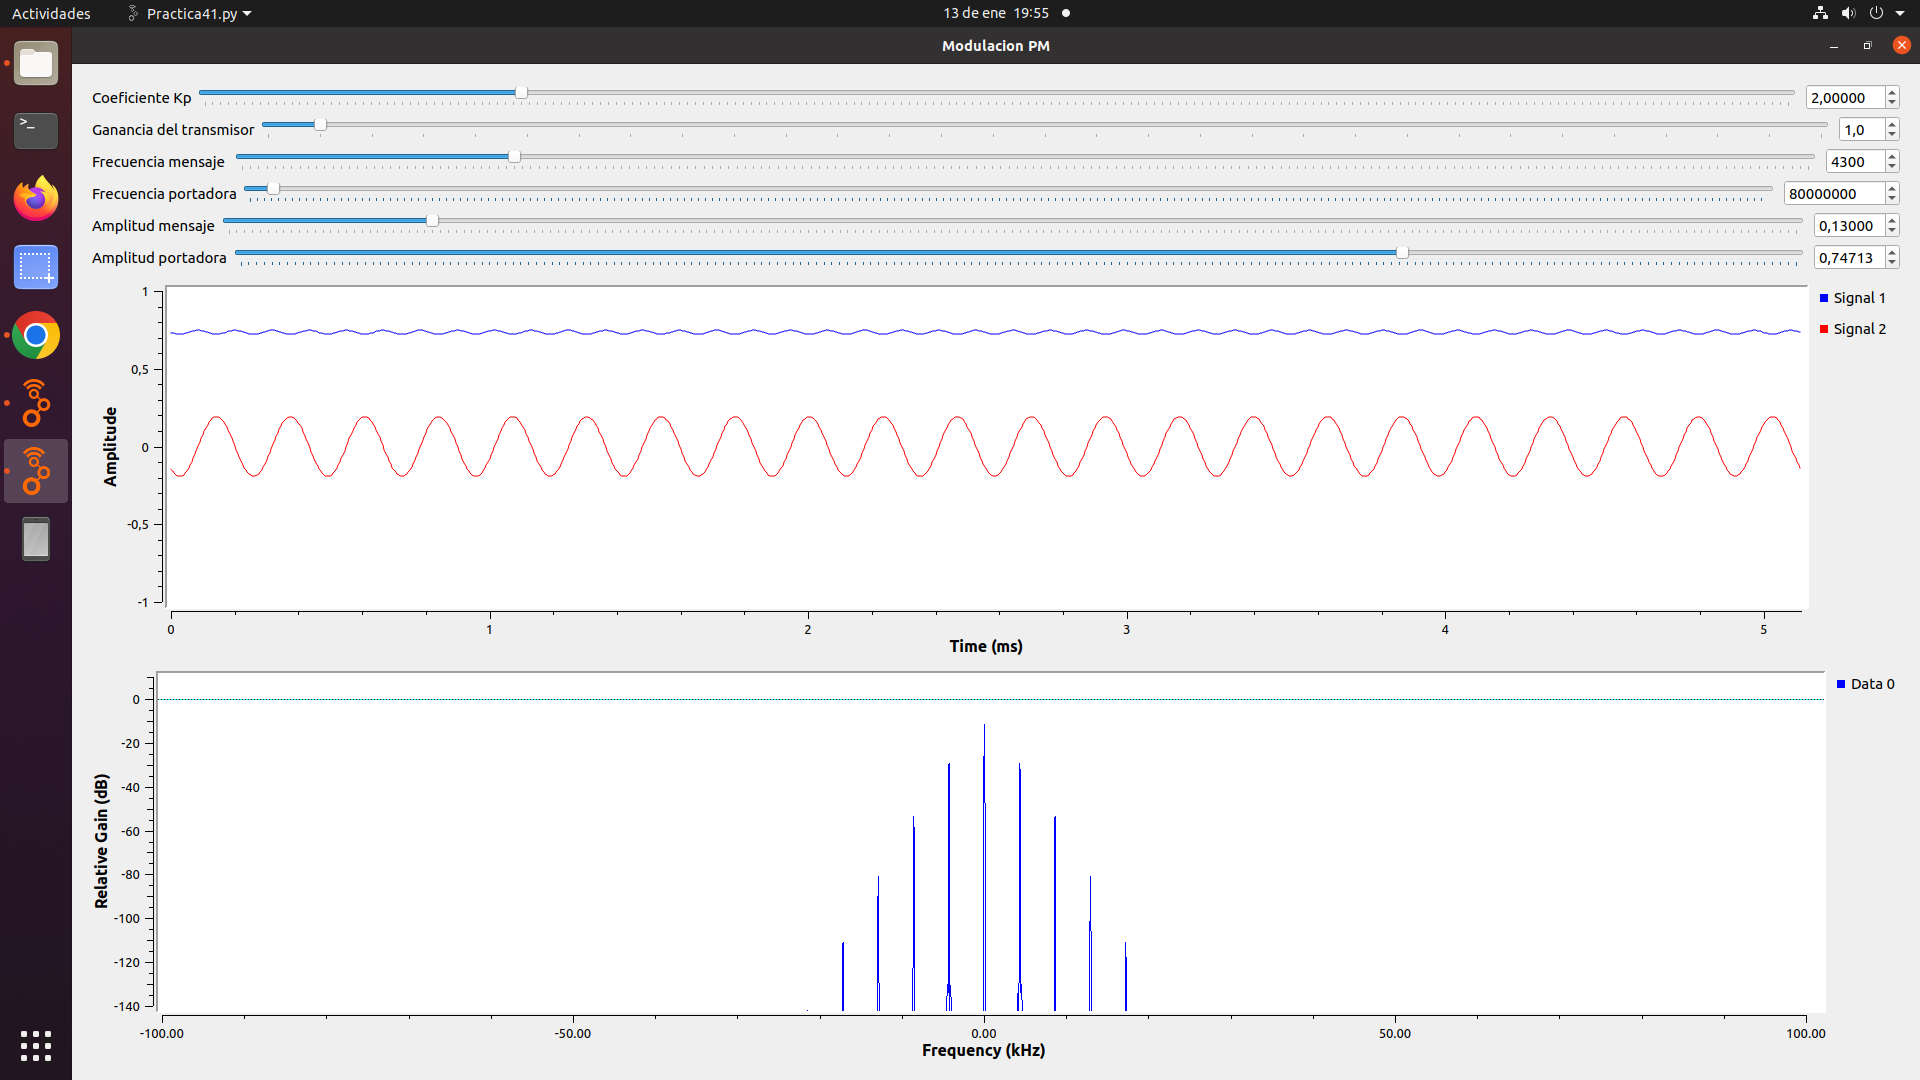 Actividades Practica41.py 13 de ene 19:55
Modulacion PM
Coeficiente Kp 2,00000
Ganancia del transmisor 1,0
Frecuencia mensaje 4300
Frecuencia portadora 80000000
Amplitud mensaje 0,13000
Amplitud portadora 0,74713
Amplitude
1
0,5
0
-0,5
-1
Signal 1
Signal 2
0 1 2 3 4 5
Time (ms)
Relative Gain (dB)
0
-20
-40
-60
-80
-100
-120
-140
Data 0
-100.00 -50.00 0.00 50.00 100.00
Frequency (kHz)